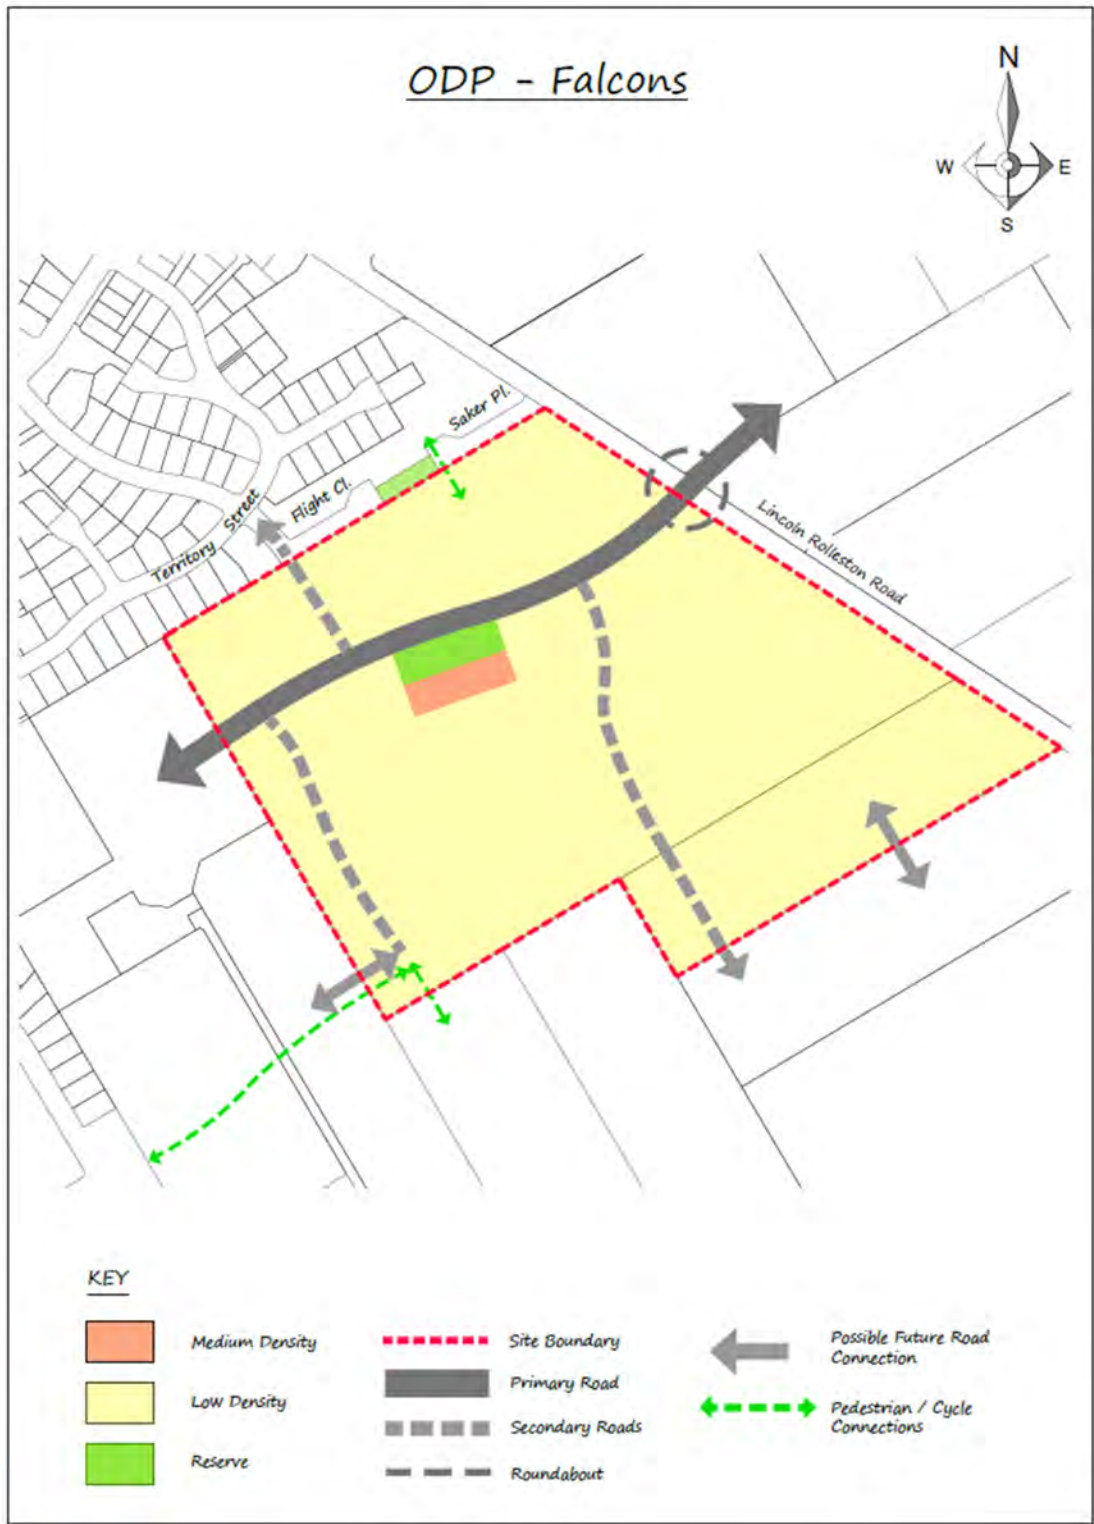 ODP - Falcons
N
W
E
S
Saker Pl.
Flight Cl.
Territory Street
Lincoln Rolleston Road
KEY
Medium Density
Low Density
Reserve
Site Boundary
Primary Road
Secondary Roads
Roundabout
Possible Future Road
Connection
Pedestrian / Cycle
Connections